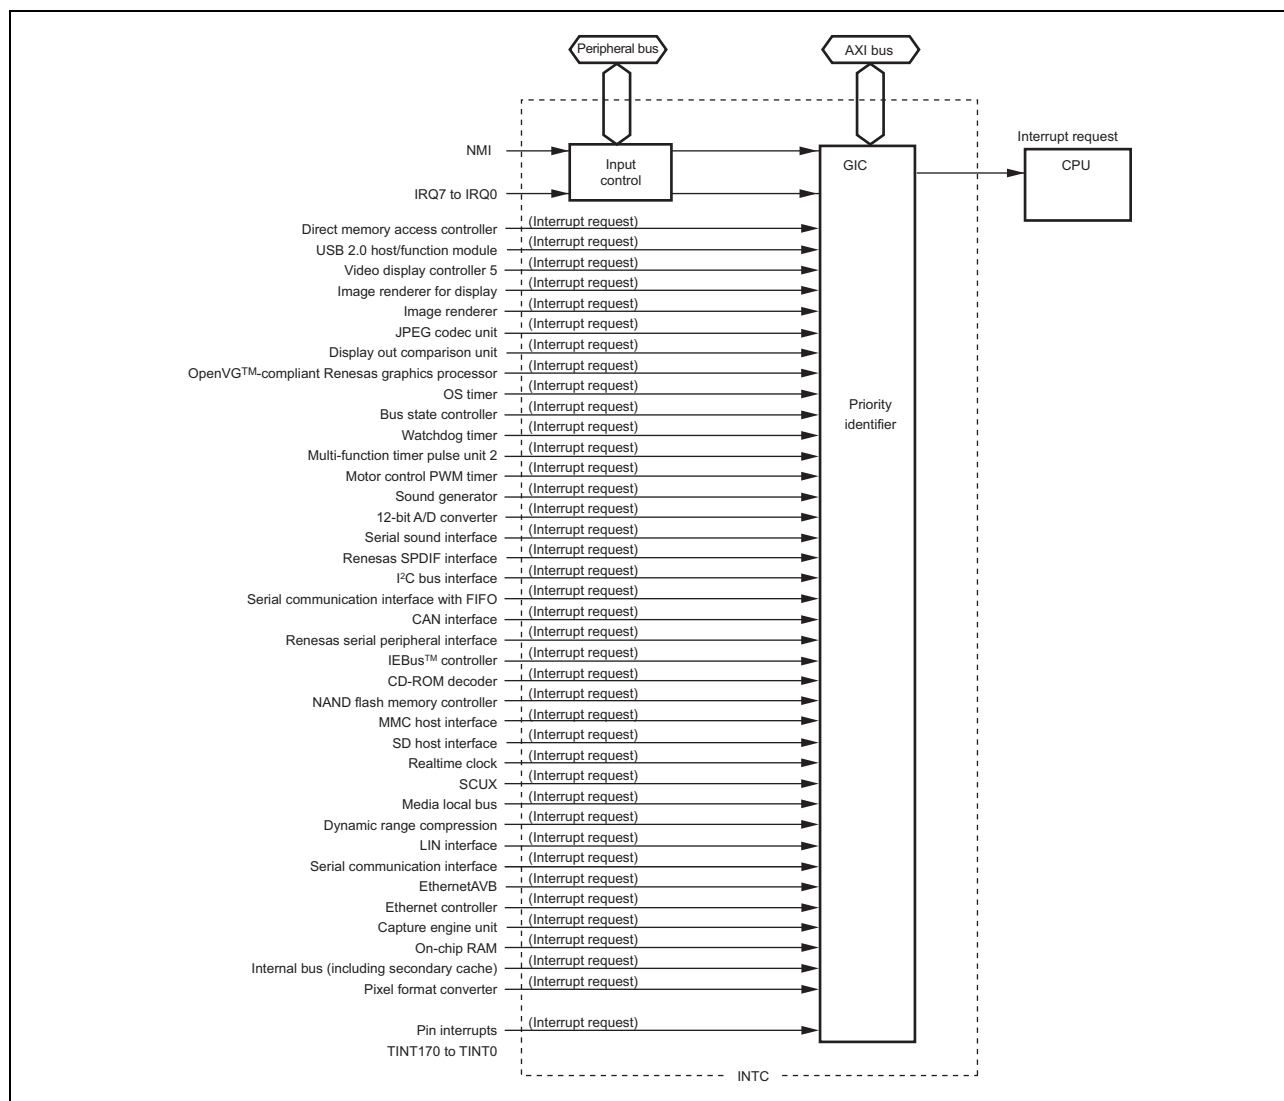 Peripheral bus
AXI bus
Interrupt request
NMI
Input
control
GIC
CPU
IRQ7 to IRQ0
Direct memory access controller (Interrupt request)
USB 2.0 host/function module (Interrupt request)
Video display controller 5 (Interrupt request)
Image renderer for display (Interrupt request)
Image renderer (Interrupt request)
JPEG codec unit (Interrupt request)
Display out comparison unit (Interrupt request)
OpenVG™-compliant Renesas graphics processor (Interrupt request)
OS timer (Interrupt request)
Bus state controller (Interrupt request)
Priority
identifier
Watchdog timer (Interrupt request)
Multi-function timer pulse unit 2 (Interrupt request)
Motor control PWM timer (Interrupt request)
Sound generator (Interrupt request)
12-bit A/D converter (Interrupt request)
Serial sound interface (Interrupt request)
Renesas SPDIF interface (Interrupt request)
I²C bus interface (Interrupt request)
Serial communication interface with FIFO (Interrupt request)
CAN interface (Interrupt request)
Renesas serial peripheral interface (Interrupt request)
IEBus™ controller (Interrupt request)
CD-ROM decoder (Interrupt request)
NAND flash memory controller (Interrupt request)
MMC host interface (Interrupt request)
SD host interface (Interrupt request)
Realtime clock (Interrupt request)
SCUX (Interrupt request)
Media local bus (Interrupt request)
Dynamic range compression (Interrupt request)
LIN interface (Interrupt request)
Serial communication interface (Interrupt request)
EthernetAVB (Interrupt request)
Ethernet controller (Interrupt request)
Capture engine unit (Interrupt request)
On-chip RAM (Interrupt request)
Internal bus (including secondary cache) (Interrupt request)
Pixel format converter (Interrupt request)
Pin interrupts (Interrupt request)
TINT170 to TINT0
INTC